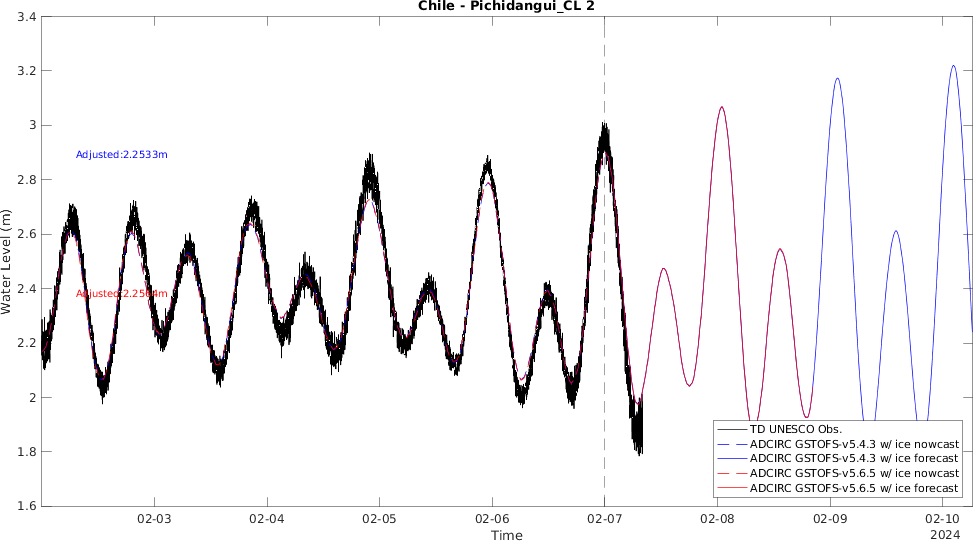 Chile - Pichidangui_CL 2
3.4
3.2
3
2.8
2.6
2.4
2.2
2
1.8
1.6
Water Level (m)
Adjusted:2.2533m
Adjusted:2.2564m
TD UNESCO Obs.
ADCIRC GSTOFS-v5.4.3 w/ ice nowcast
ADCIRC GSTOFS-v5.4.3 w/ ice forecast
ADCIRC GSTOFS-v5.6.5 w/ ice nowcast
ADCIRC GSTOFS-v5.6.5 w/ ice forecast
02-03
02-04
02-05
02-06
02-07
02-08
02-09
02-10
Time
2024